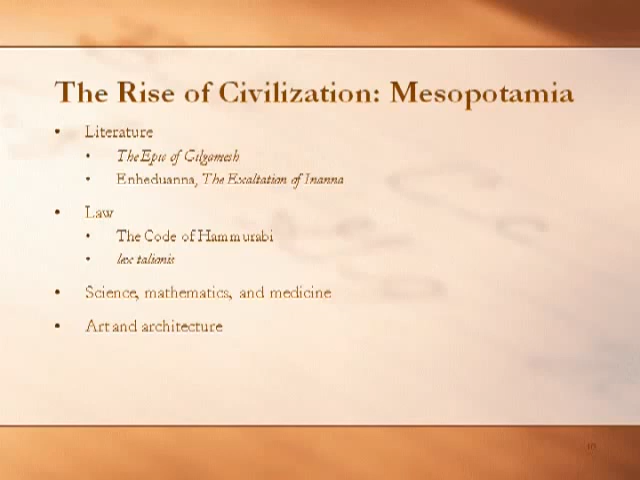 The Rise of Civilization: Mesopotamia
• Literature
• The Epic of Gilgamesh
• Enheduanna, The Exaltation of Inanna
• Law
• The Code of Hammurabi
• lex talionis
• Science, mathematics, and medicine
• Art and architecture